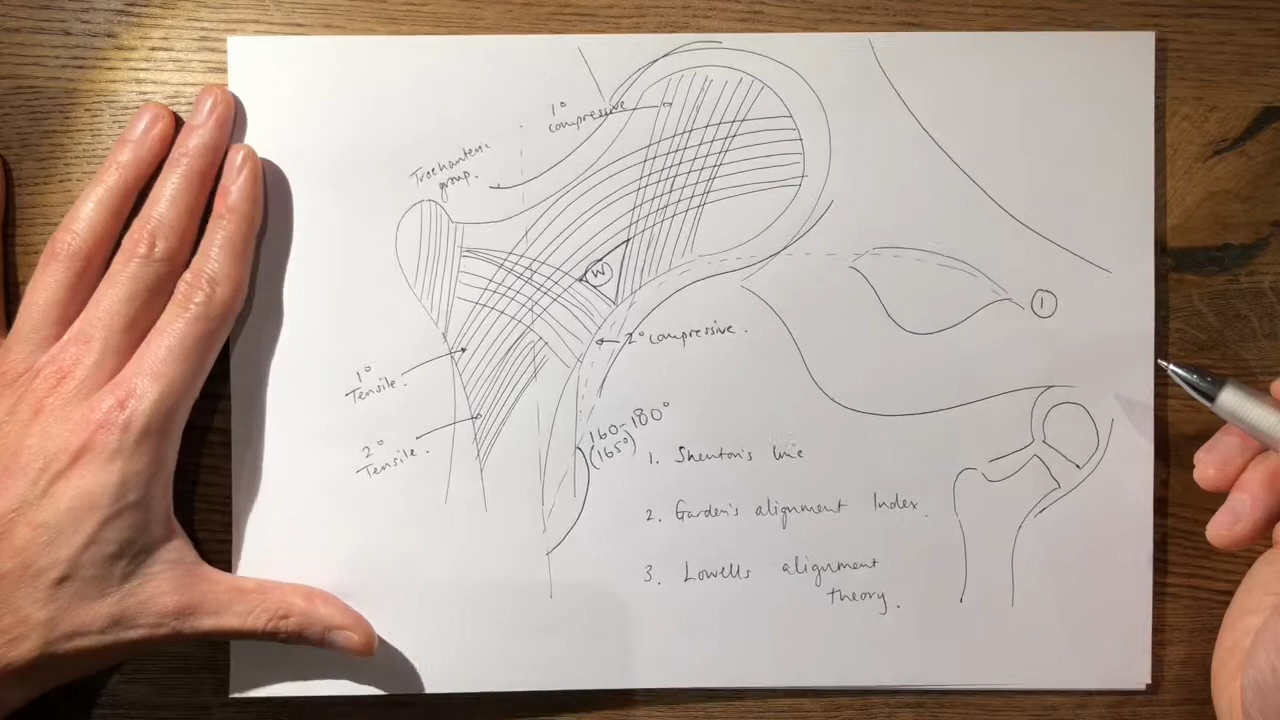 1°
compressive
Trochanteric
group.
W
1
2° compressive.
1°
Tensile.
2°
Tensile.
160-180°
(165°)
1. Shenton's line
2. Garden's alignment Index.
3. Lowells alignment
theory.